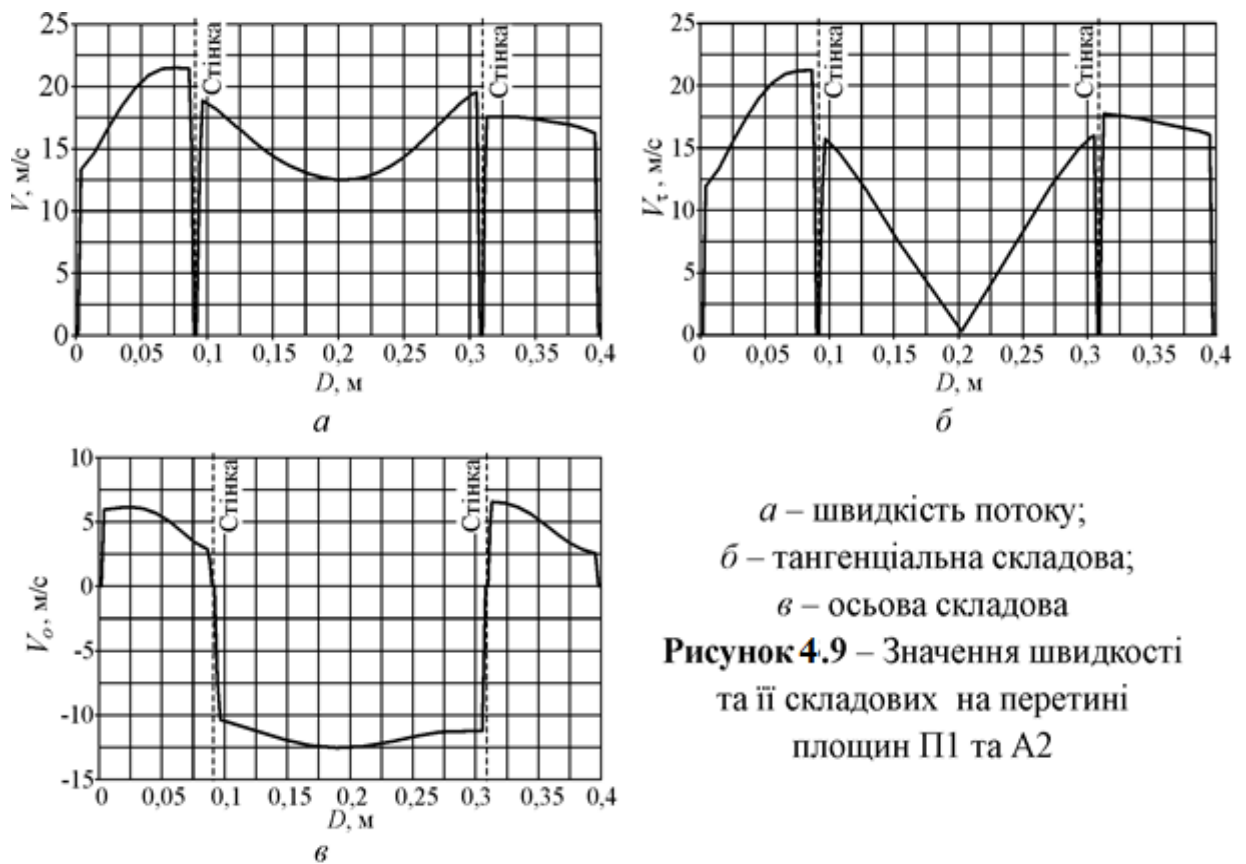 25
20
15
10
5
0
V, м/с
Стінка
Стінка
0 0,05 0,1 0,15 0,2 0,25 0,3 0,35 0,4
D, м
а
25
20
15
10
5
0
Vτ, м/с
Стінка
Стінка
0 0,05 0,1 0,15 0,2 0,25 0,3 0,35 0,4
D, м
б
10
5
0
-5
-10
-15
Vо, м/с
Стінка
Стінка
0 0,05 0,1 0,15 0,2 0,25 0,3 0,35 0,4
D, м
в
а – швидкість потоку;
б – тангенціальна складова;
в – осьова складова
Рисунок 4.9 – Значення швидкості
та її складових на перетині
площин П1 та А2